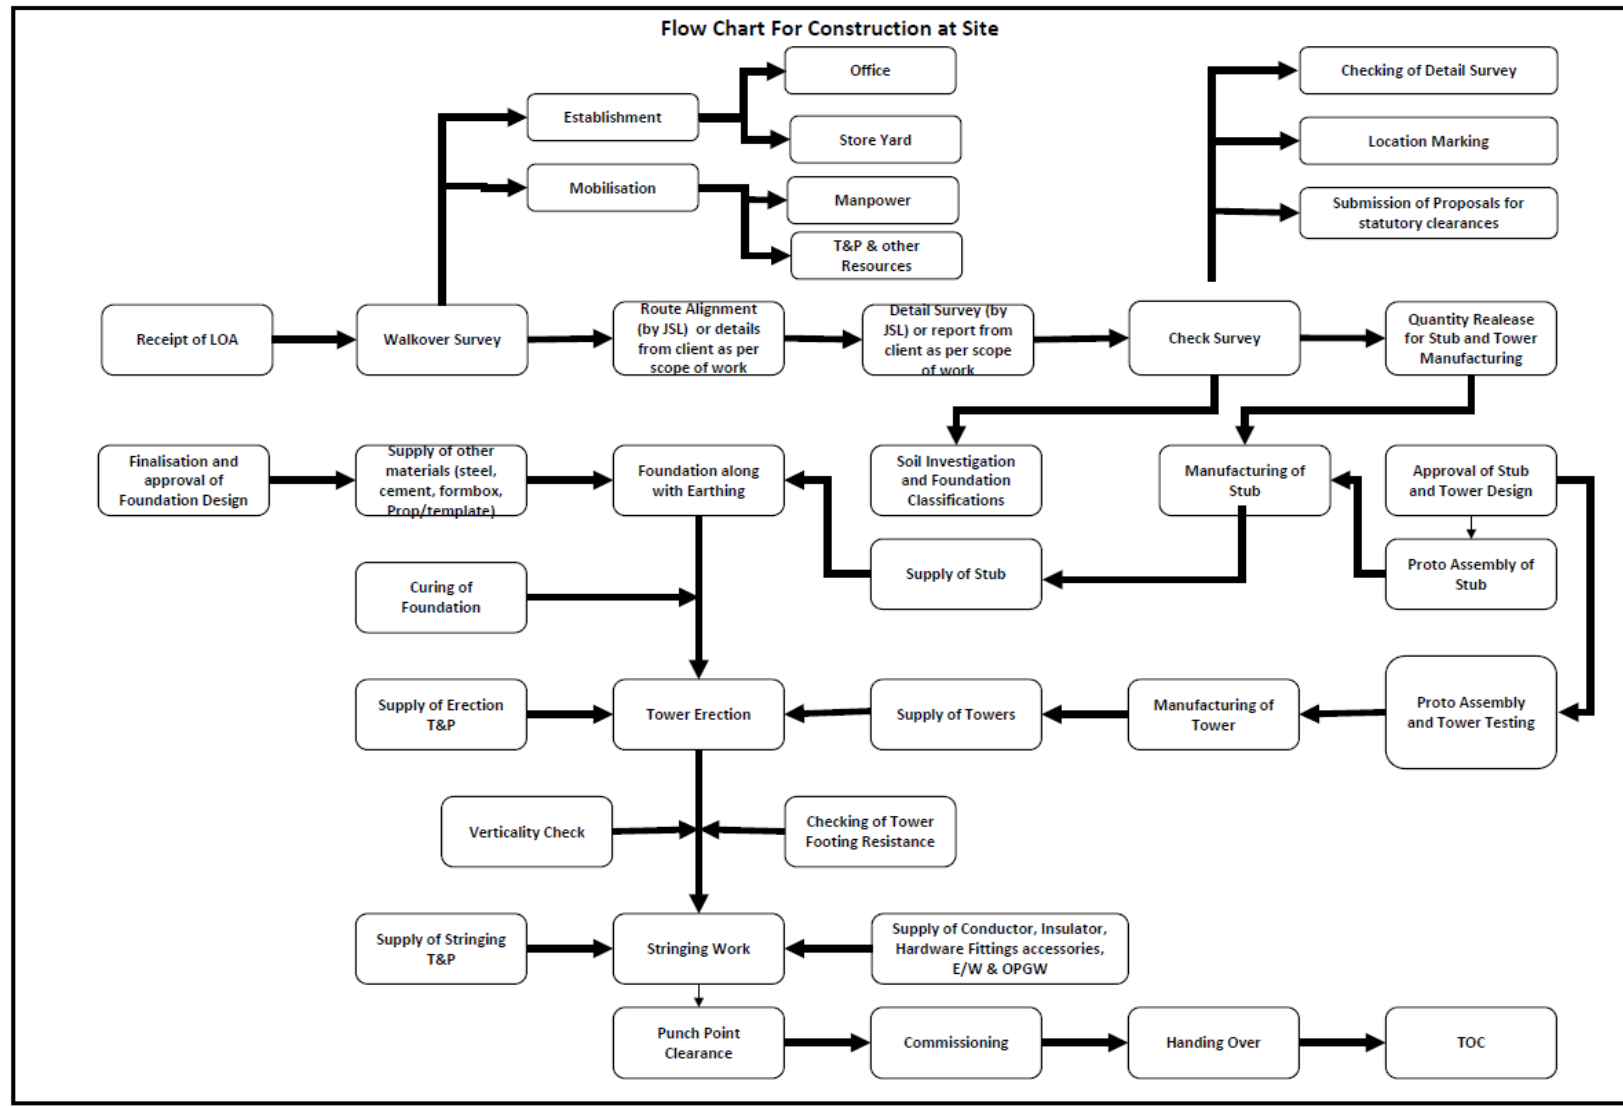 Flow Chart For Construction at Site
Office
Checking of Detail Survey
Establishment
Store Yard
Location Marking
Mobilisation
Manpower
Submission of Proposals for
statutory clearances
T&P & other
Resources
Receipt of LOA
Walkover Survey
Route Alignment
(by JSL) or details
from client as per
scope of work
Detail Survey (by
JSL) or report from
client as per scope
of work
Check Survey
Quantity Realease
for Stub and Tower
Manufacturing
Finalisation and
approval of
Foundation Design
Supply of other
materials (steel,
cement, formbox,
Prop/template)
Foundation along
with Earthing
Soil Investigation
and Foundation
Classifications
Manufacturing of
Stub
Approval of Stub
and Tower Design
Curing of
Foundation
Supply of Stub
Proto Assembly of
Stub
Supply of Erection
T&P
Tower Erection
Supply of Towers
Manufacturing of
Tower
Proto Assembly
and Tower Testing
Verticality Check
Checking of Tower
Footing Resistance
Supply of Stringing
T&P
Stringing Work
Supply of Conductor, Insulator,
Hardware Fittings accessories,
E/W & OPGW
Punch Point
Clearance
Commissioning
Handing Over
TOC